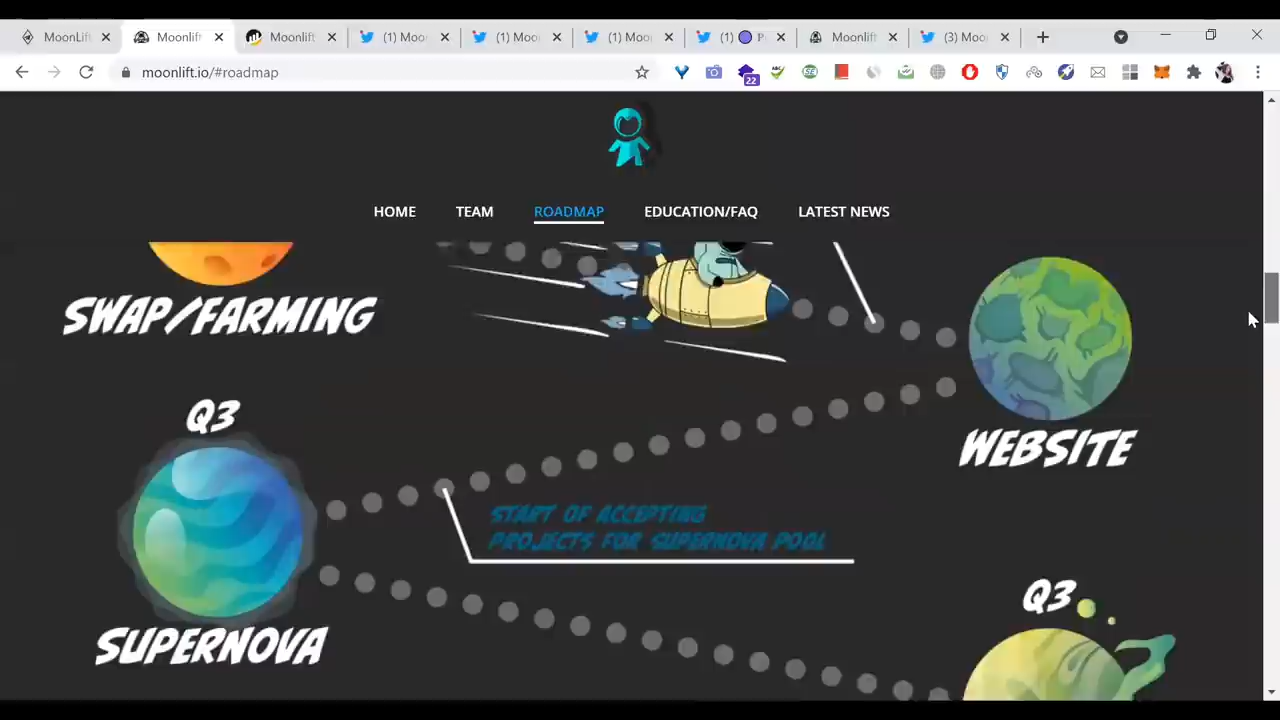 MoonLift
Moonlift
Moonlift
(1) Moo
(1) Moo
(1) Moo
(1)
Moonlift
(3) Moo
moonlift.io/#roadmap
22
HOME
TEAM
ROADMAP
EDUCATION/FAQ
LATEST NEWS
SWAP/FARMING
Q3
WEBSITE
START OF ACCEPTING
PROJECTS FOR SUPERNOVA POOL
Q3
SUPERNOVA